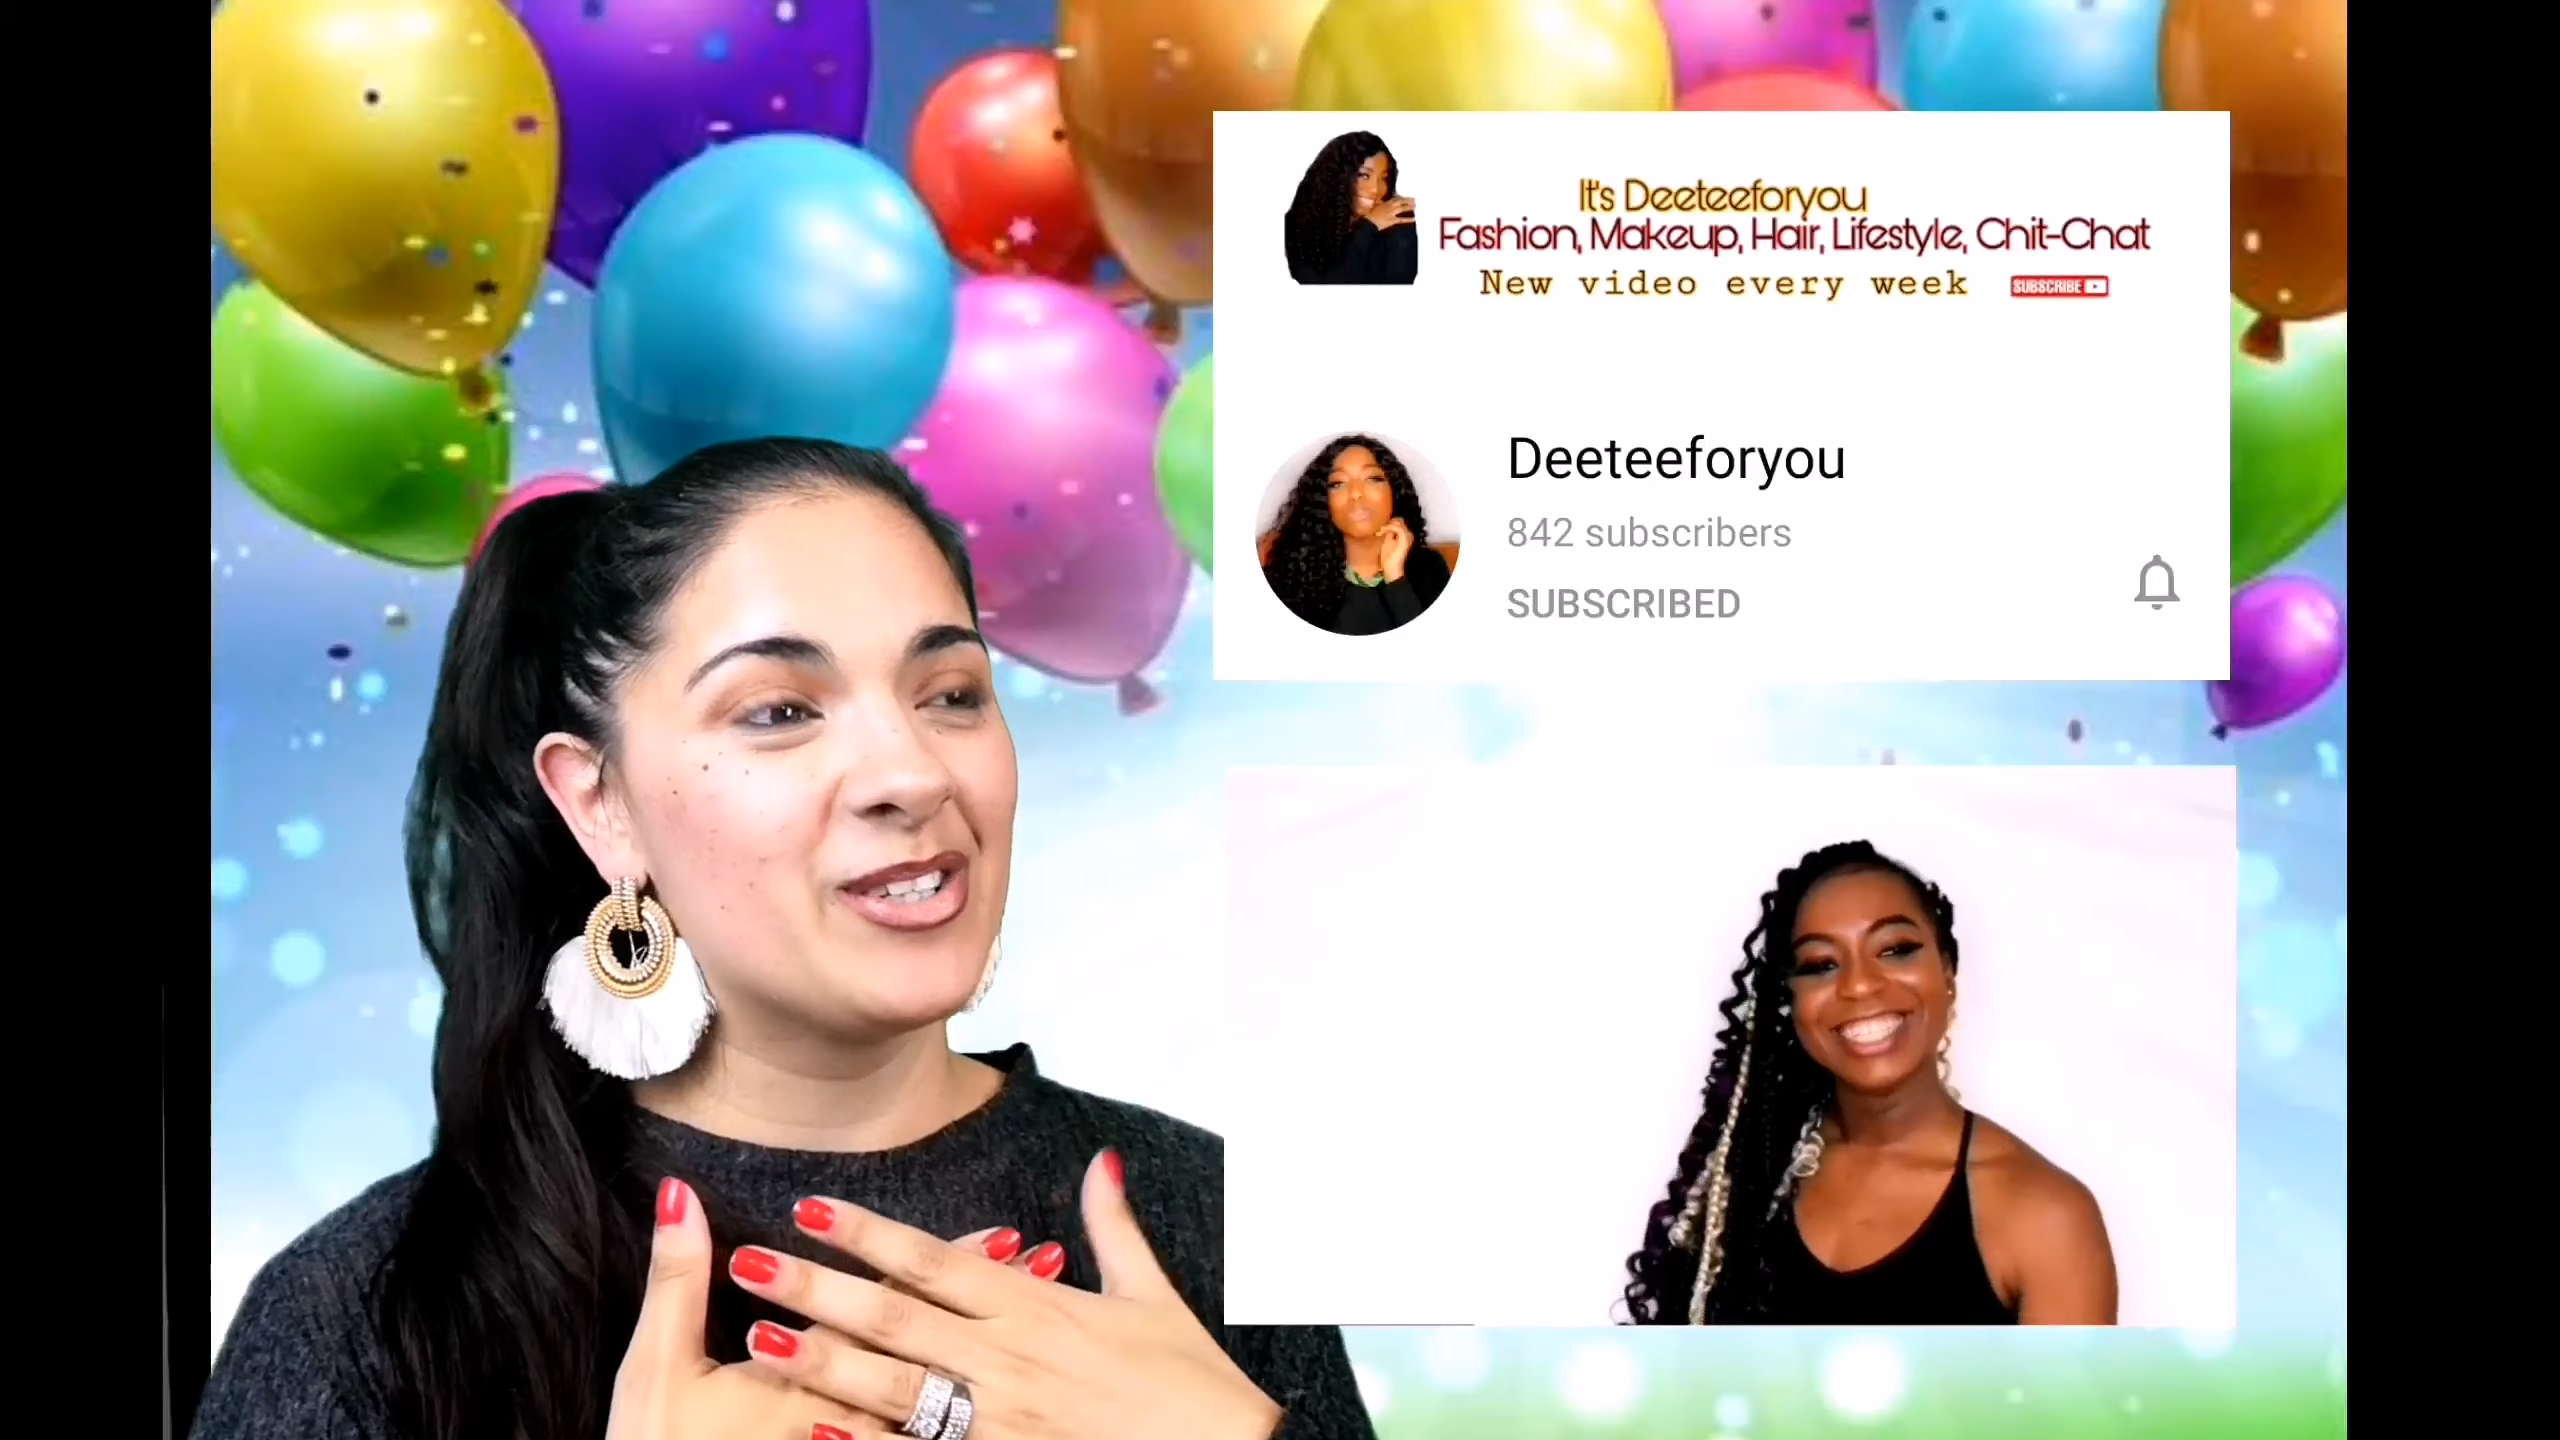 It's Deeteeforyou
Fashion, Makeup, Hair, Lifestyle, Chit-Chat
New video every week
SUBSCRIBE
Deeteeforyou
842 subscribers
SUBSCRIBED